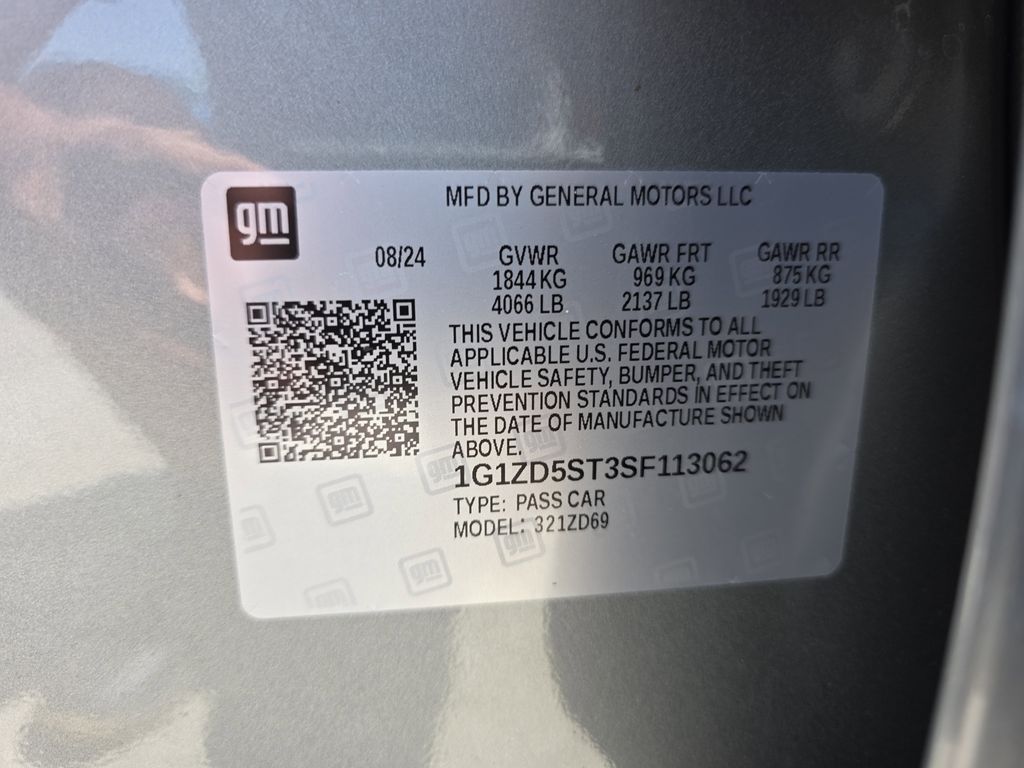 gm
MFD BY GENERAL MOTORS LLC
08/24 GVWR GAWR FRT GAWR RR
1844 KG 969 KG 875 KG
4066 LB 2137 LB 1929 LB
THIS VEHICLE CONFORMS TO ALL
APPLICABLE U.S. FEDERAL MOTOR
VEHICLE SAFETY, BUMPER, AND THEFT
PREVENTION STANDARDS IN EFFECT ON
THE DATE OF MANUFACTURE SHOWN
ABOVE.
1G1ZD5ST3SF113062
TYPE: PASS CAR
MODEL: 321ZD69